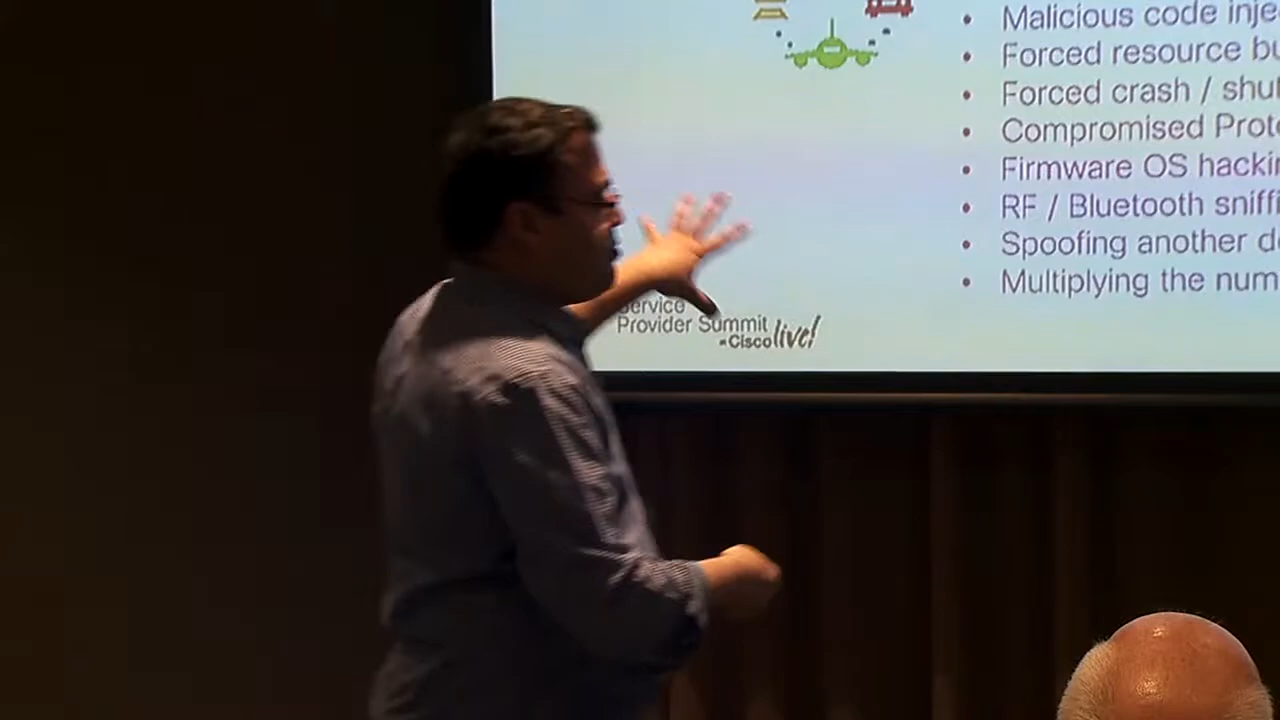 Malicious code inje
Forced resource bu
Forced crash / shu
Compromised Prot
Firmware OS hacki
RF / Bluetooth sniffi
Spoofing another d
Multiplying the num
Service
Provider Summit
Cisco live!